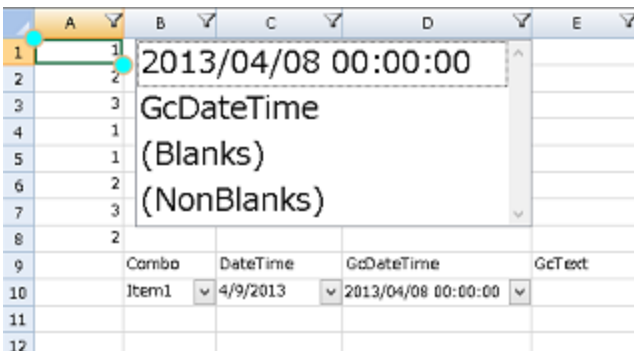 A B C D E
1 1 2013/04/08 00:00:00
2 2
3 3 GcDateTime
4 1
5 1 (Blanks)
6 2
7 3 (NonBlanks)
8 2
9 Combo DateTime GcDateTime GcText
10 Item1 4/9/2013 2013/04/08 00:00:00
11
12